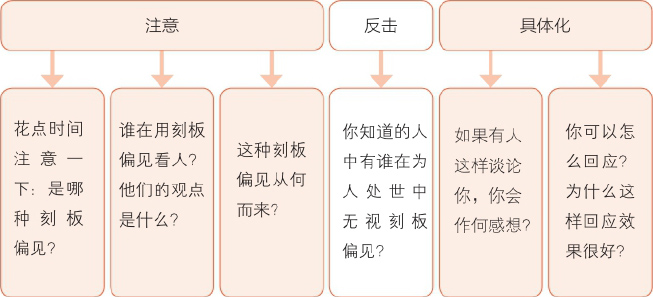 注意
反击
具体化
花点时间
注意一
下：是哪
种刻板
偏见？
谁在用刻板
偏见看人？
他们的观点
是什么？
这种刻板
偏见从何
而来？
你知道的人
中有谁在为
人处世中
无视刻板
偏见？
如果有人
这样谈论
你，你会
作何感想？
你可以怎
么回应？
为什么这
样回应效
果很好？